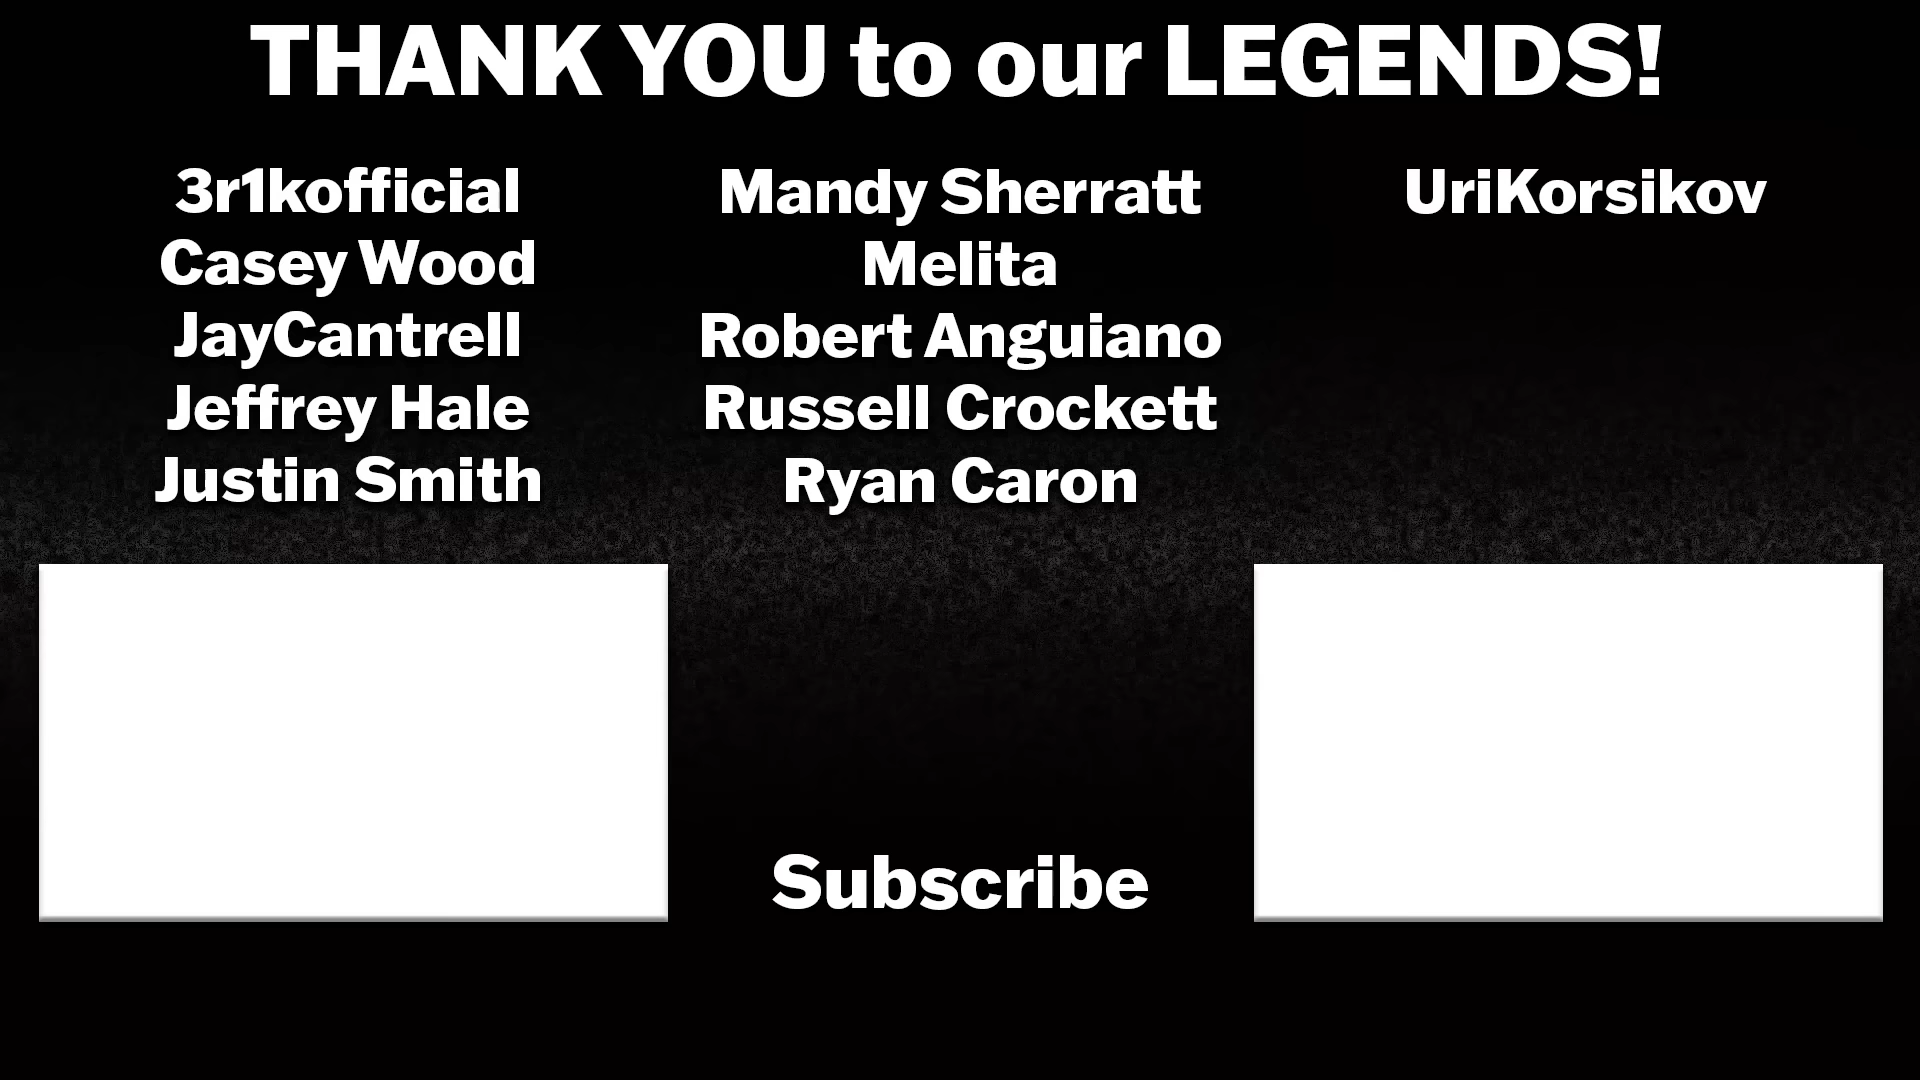 THANK YOU to our LEGENDS!
3r1kofficial
Casey Wood
JayCantrell
Jeffrey Hale
Justin Smith
Mandy Sherratt
Melita
Robert Anguiano
Russell Crockett
Ryan Caron
UriKorsikov
Subscribe